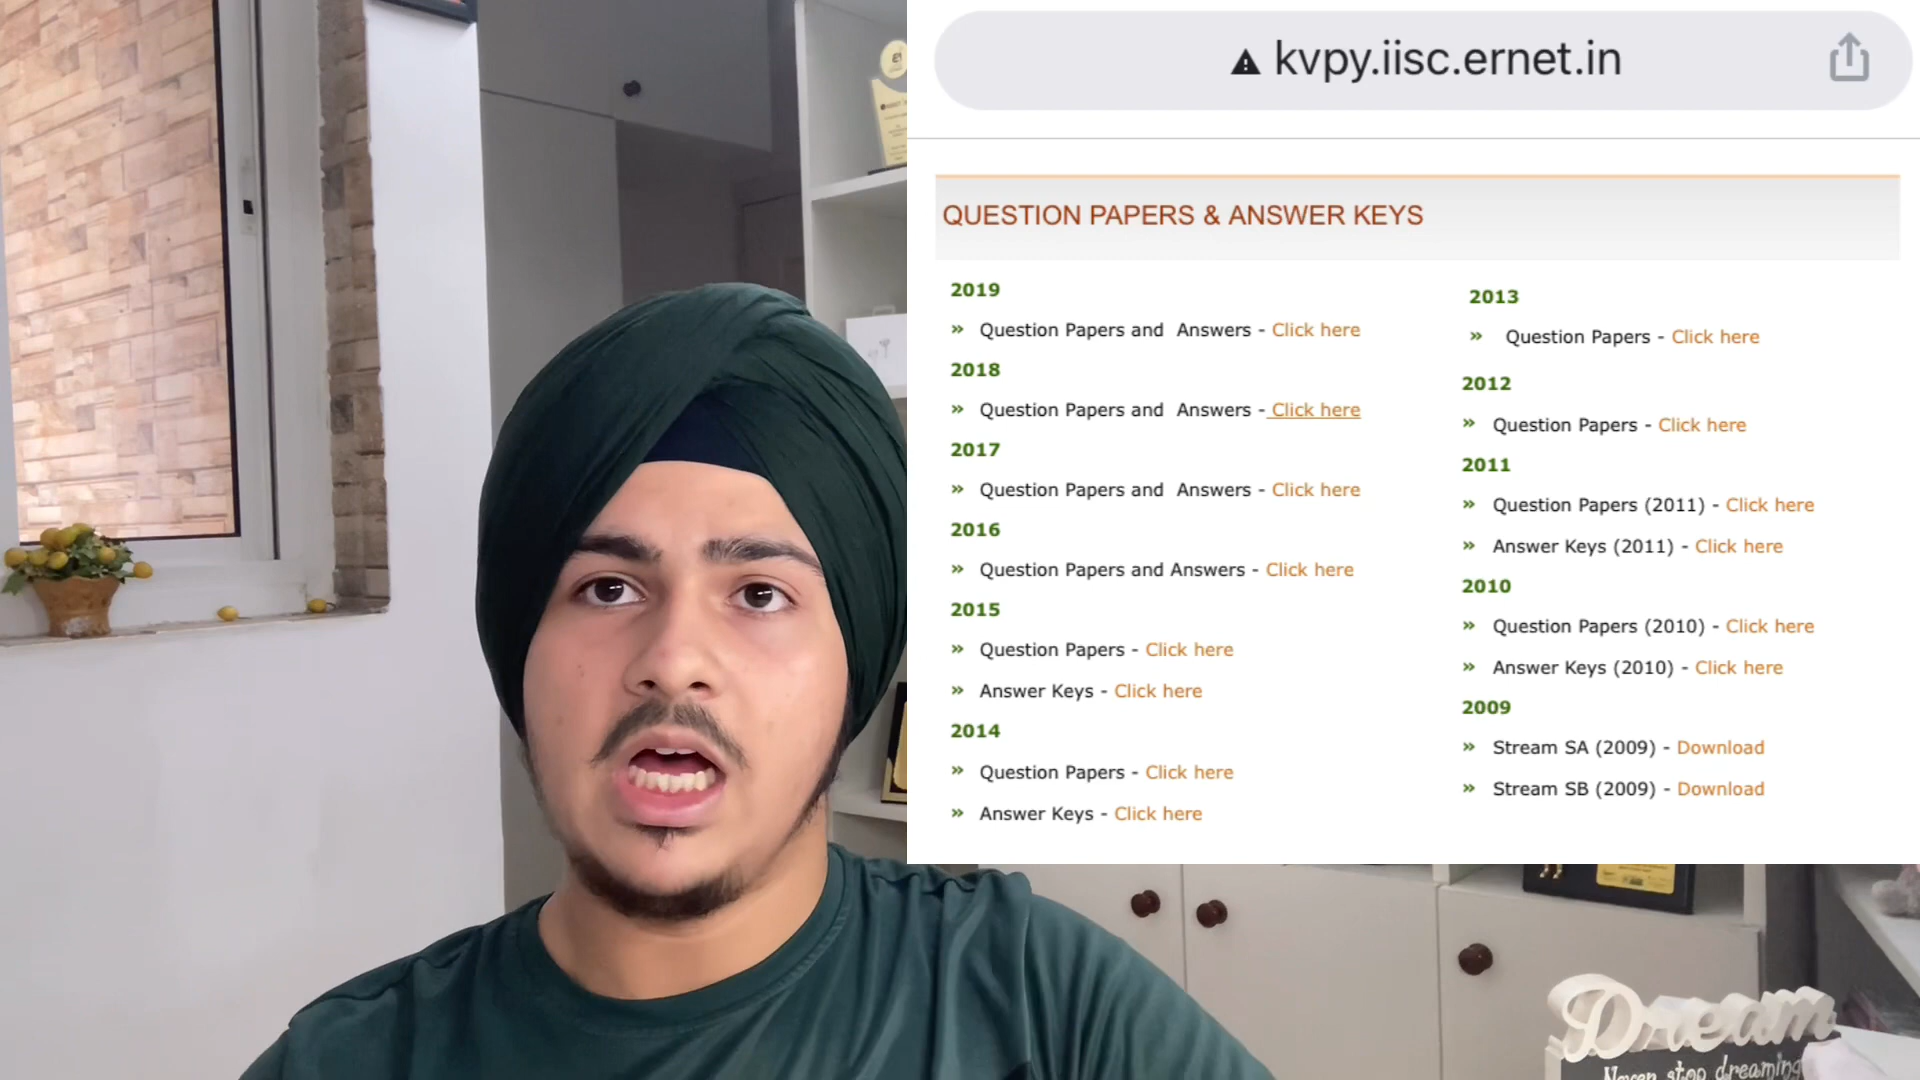 kvpy.iisc.ernet.in
QUESTION PAPERS & ANSWER KEYS
2019
» Question Papers and Answers - Click here
2018
» Question Papers and Answers - Click here
2017
» Question Papers and Answers - Click here
2016
» Question Papers and Answers - Click here
2015
» Question Papers - Click here
» Answer Keys - Click here
2014
» Question Papers - Click here
» Answer Keys - Click here
2013
» Question Papers - Click here
2012
» Question Papers - Click here
2011
» Question Papers (2011) - Click here
» Answer Keys (2011) - Click here
2010
» Question Papers (2010) - Click here
» Answer Keys (2010) - Click here
2009
» Stream SA (2009) - Download
» Stream SB (2009) - Download
Dream
Never stop dreaming